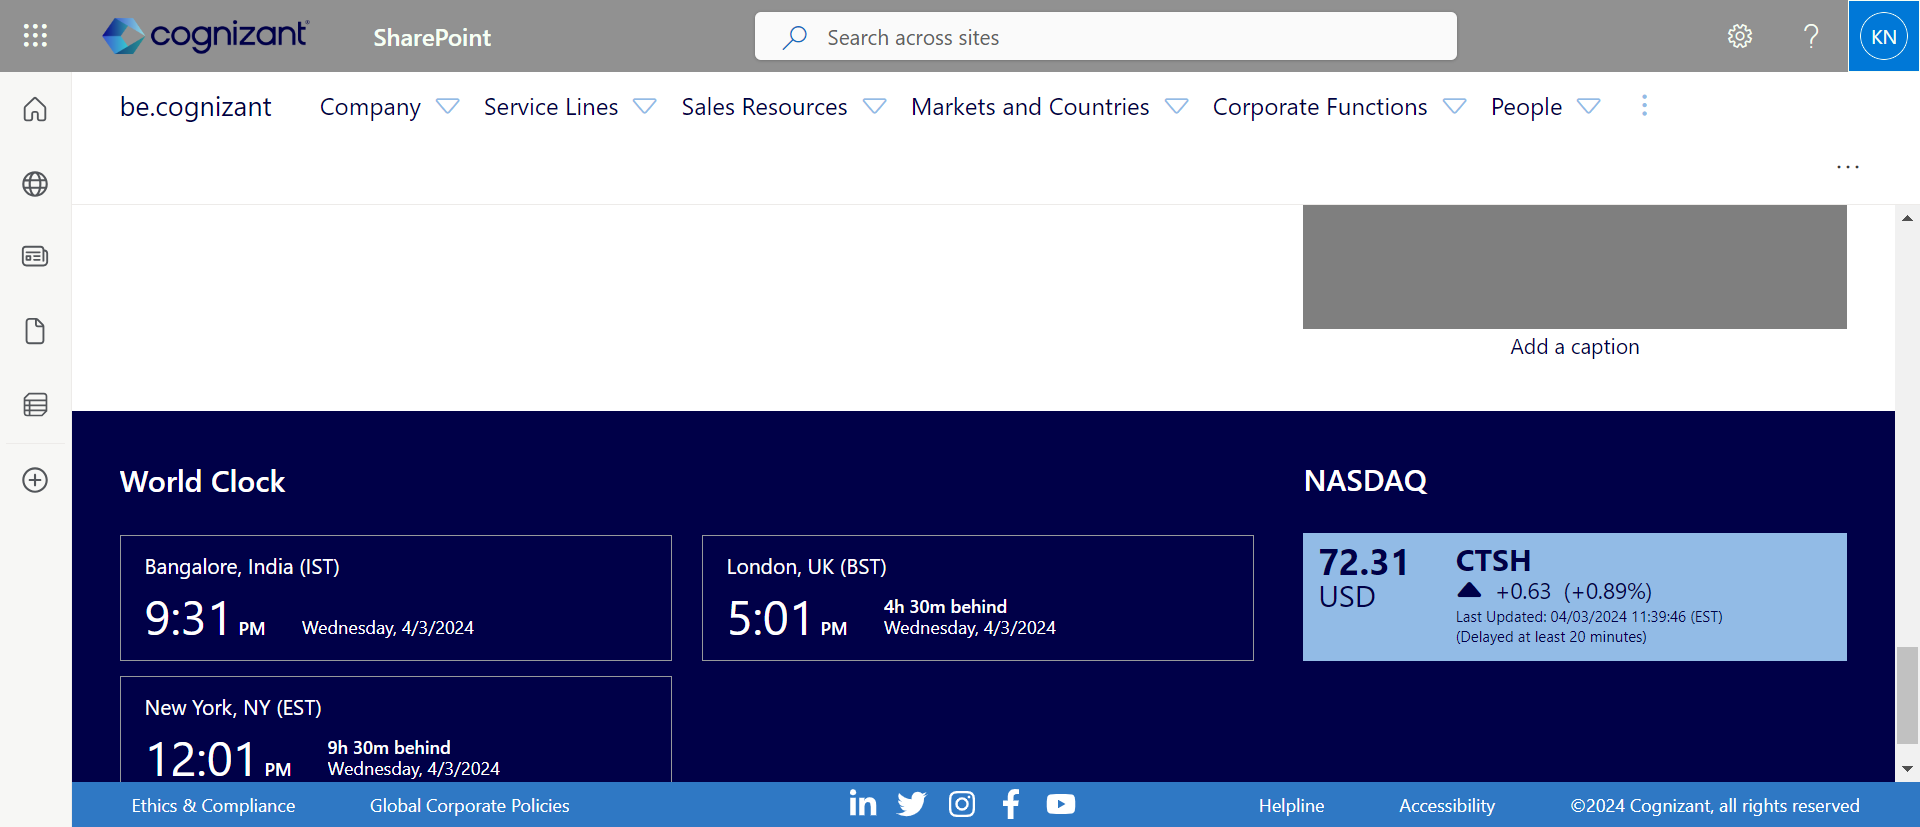 cognizant
SharePoint
Search across sites
KN
be.cognizant
Company
Service Lines
Sales Resources
Markets and Countries
Corporate Functions
People
Add a caption
World Clock
Bangalore, India (IST)
9:31 PM
Wednesday, 4/3/2024
London, UK (BST)
5:01 PM
4h 30m behind
Wednesday, 4/3/2024
New York, NY (EST)
12:01 PM
9h 30m behind
Wednesday, 4/3/2024
NASDAQ
72.31
USD
CTSH
+0.63 (+0.89%)
Last Updated: 04/03/2024 11:39:46 (EST)
(Delayed at least 20 minutes)
Ethics & Compliance
Global Corporate Policies
Helpline
Accessibility
©2024 Cognizant, all rights reserved